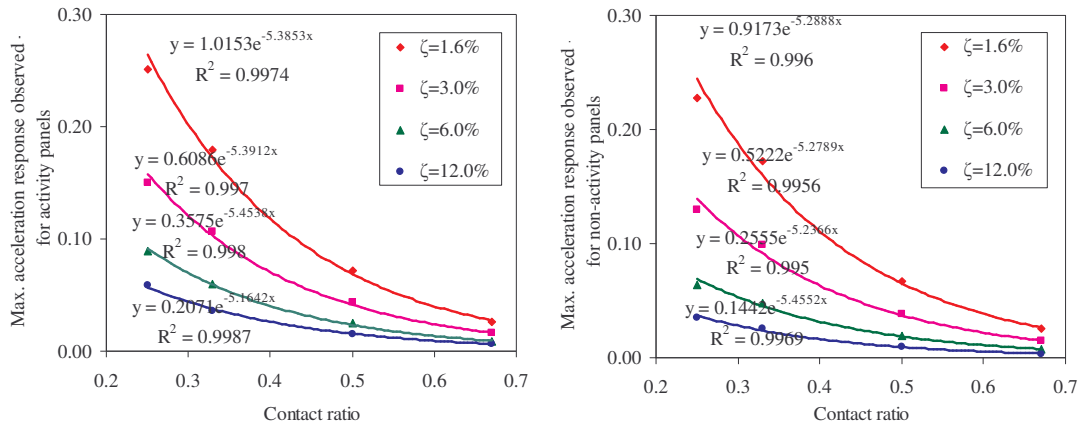 Max. acceleration response observed .
for activity panels
0.30
0.20
0.10
0.00
y = 1.0153e^-5.3853x
R^2 = 0.9974
y = 0.6086e^-5.3912x
R^2 = 0.997
y = 0.3575e^-5.4538x
R^2 = 0.998
y = 0.2071e^-5.1642x
R^2 = 0.9987
ζ=1.6%
ζ=3.0%
ζ=6.0%
ζ=12.0%
0.2 0.3 0.4 0.5 0.6 0.7
Contact ratio
Max. acceleration response observed .
for non-activity panels
0.30
0.20
0.10
0.00
y = 0.9173e^-5.2888x
R^2 = 0.996
y = 0.5222e^-5.2789x
R^2 = 0.9956
y = 0.2555e^-5.2366x
R^2 = 0.995
y = 0.1442e^-5.4552x
R^2 = 0.9969
ζ=1.6%
ζ=3.0%
ζ=6.0%
ζ=12.0%
0.2 0.3 0.4 0.5 0.6 0.7
Contact ratio